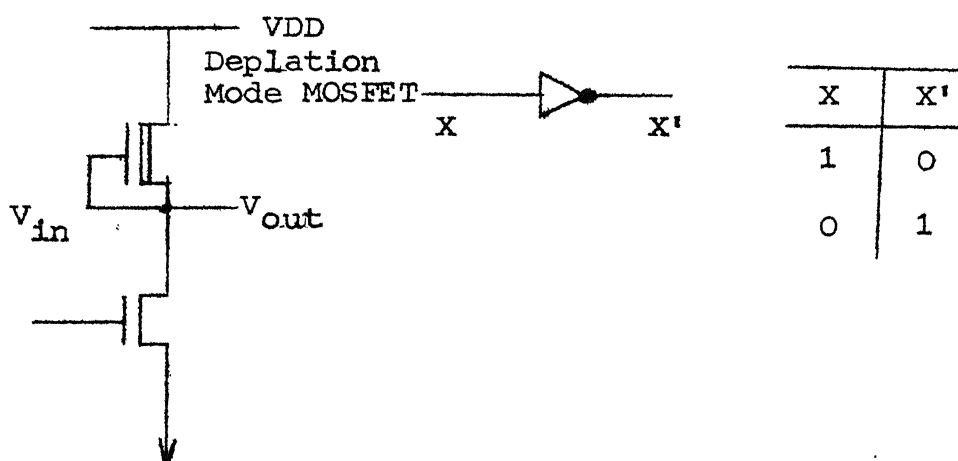 VDD
Deplation
Mode MOSFET
X X'
V_in
V_out
X X'
1 0
0 1